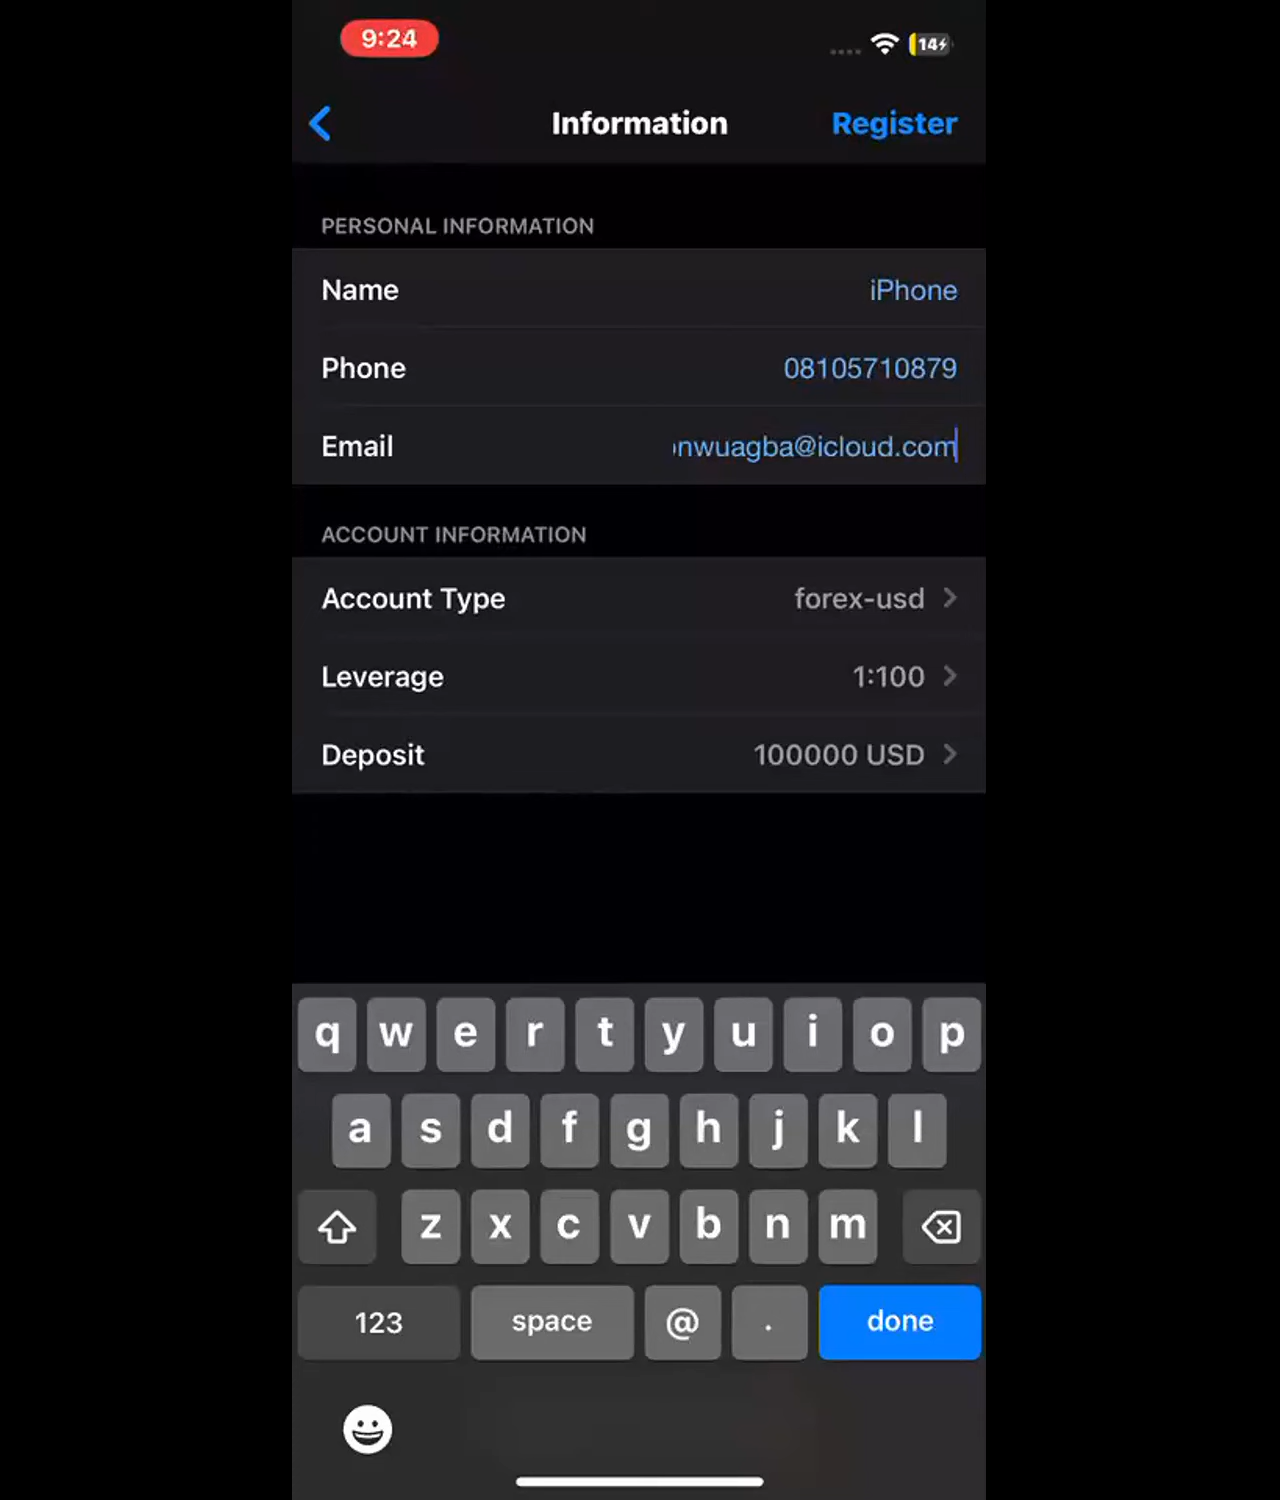 9:24
14
Information
Register
PERSONAL INFORMATION
Name iPhone
Phone 08105710879
Email nwuagba@icloud.com
ACCOUNT INFORMATION
Account Type forex-usd
Leverage 1:100
Deposit 100000 USD
q w e r t y u i o p
a s d f g h j k l
z x c v b n m
123 space @ . done